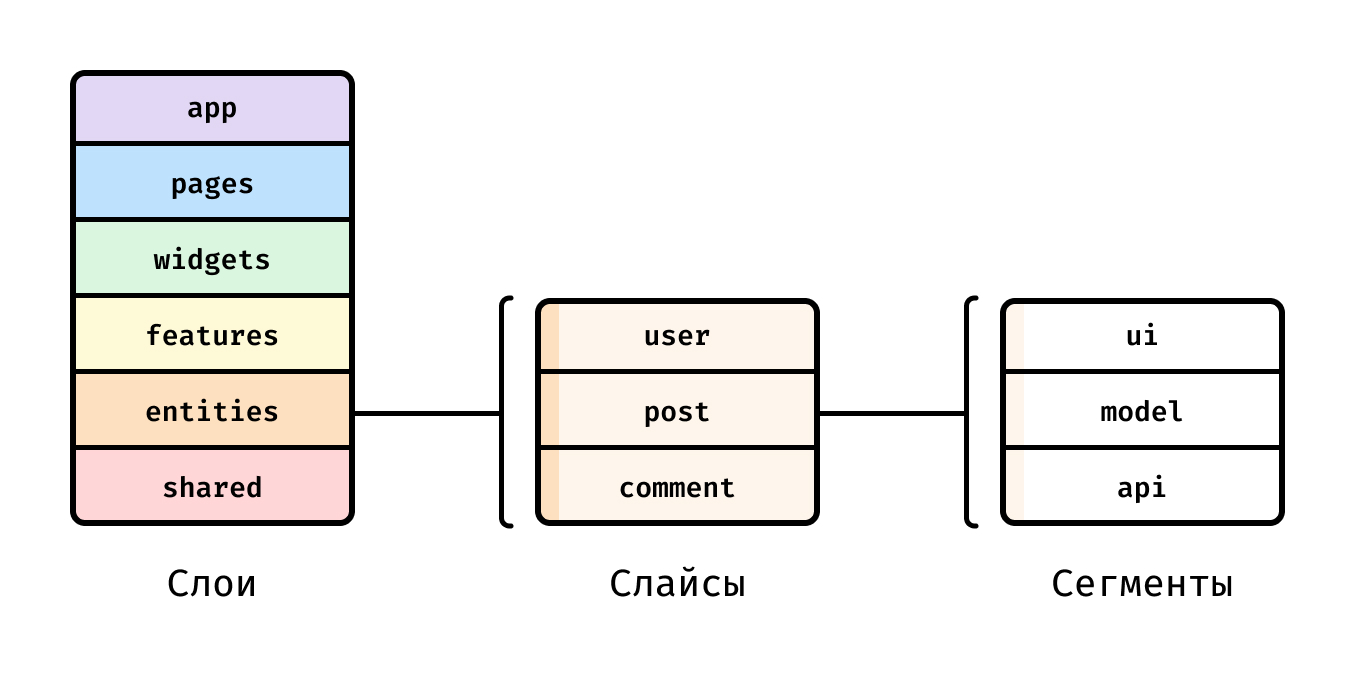 app
pages
widgets
features
entities
shared
Слои
user
post
comment
Слайсы
ui
model
api
Сегменты